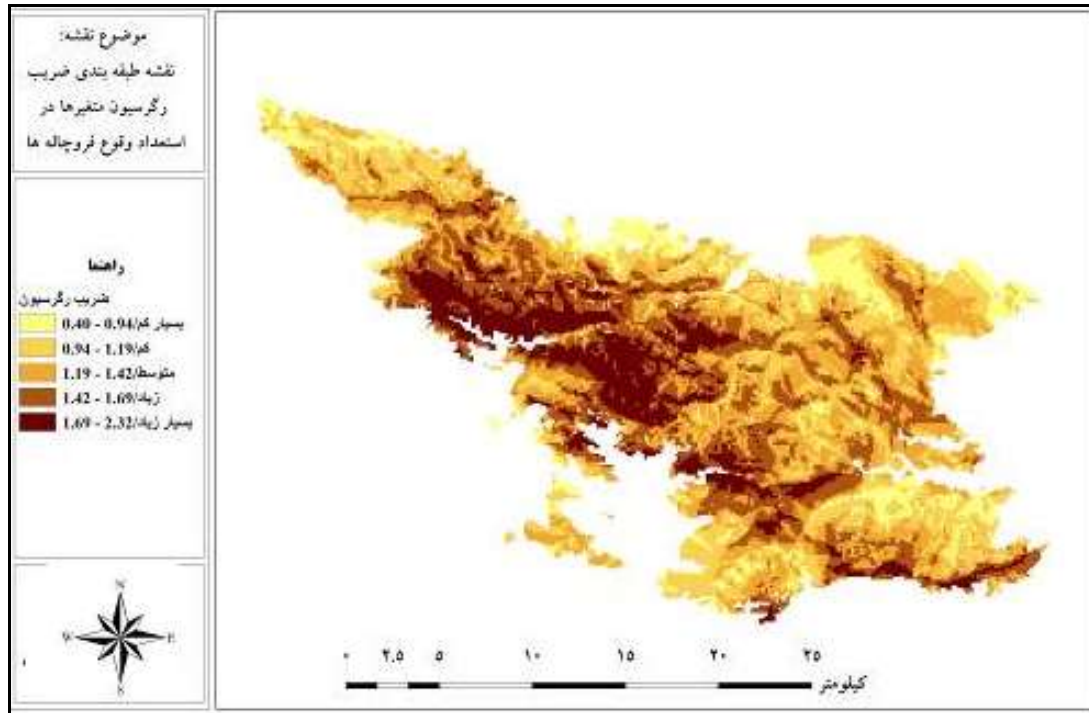 موضوع نقشه:
نقشه طبقه بندی ضریب
رگرسیون متغیرها در
استعداد وقوع فروچاله ها
راهنما
ضریب رگرسیون
بسیار کم/0.94 - 0.40
کم/1.19 - 0.94
متوسط/1.42 - 1.19
زیاد/1.69 - 1.42
بسیار زیاد/2.32 - 1.69
N
W E
S
۰ ۲.۵ ۵ ۱۰ ۱۵ ۲۰ ۲۵
کیلومتر